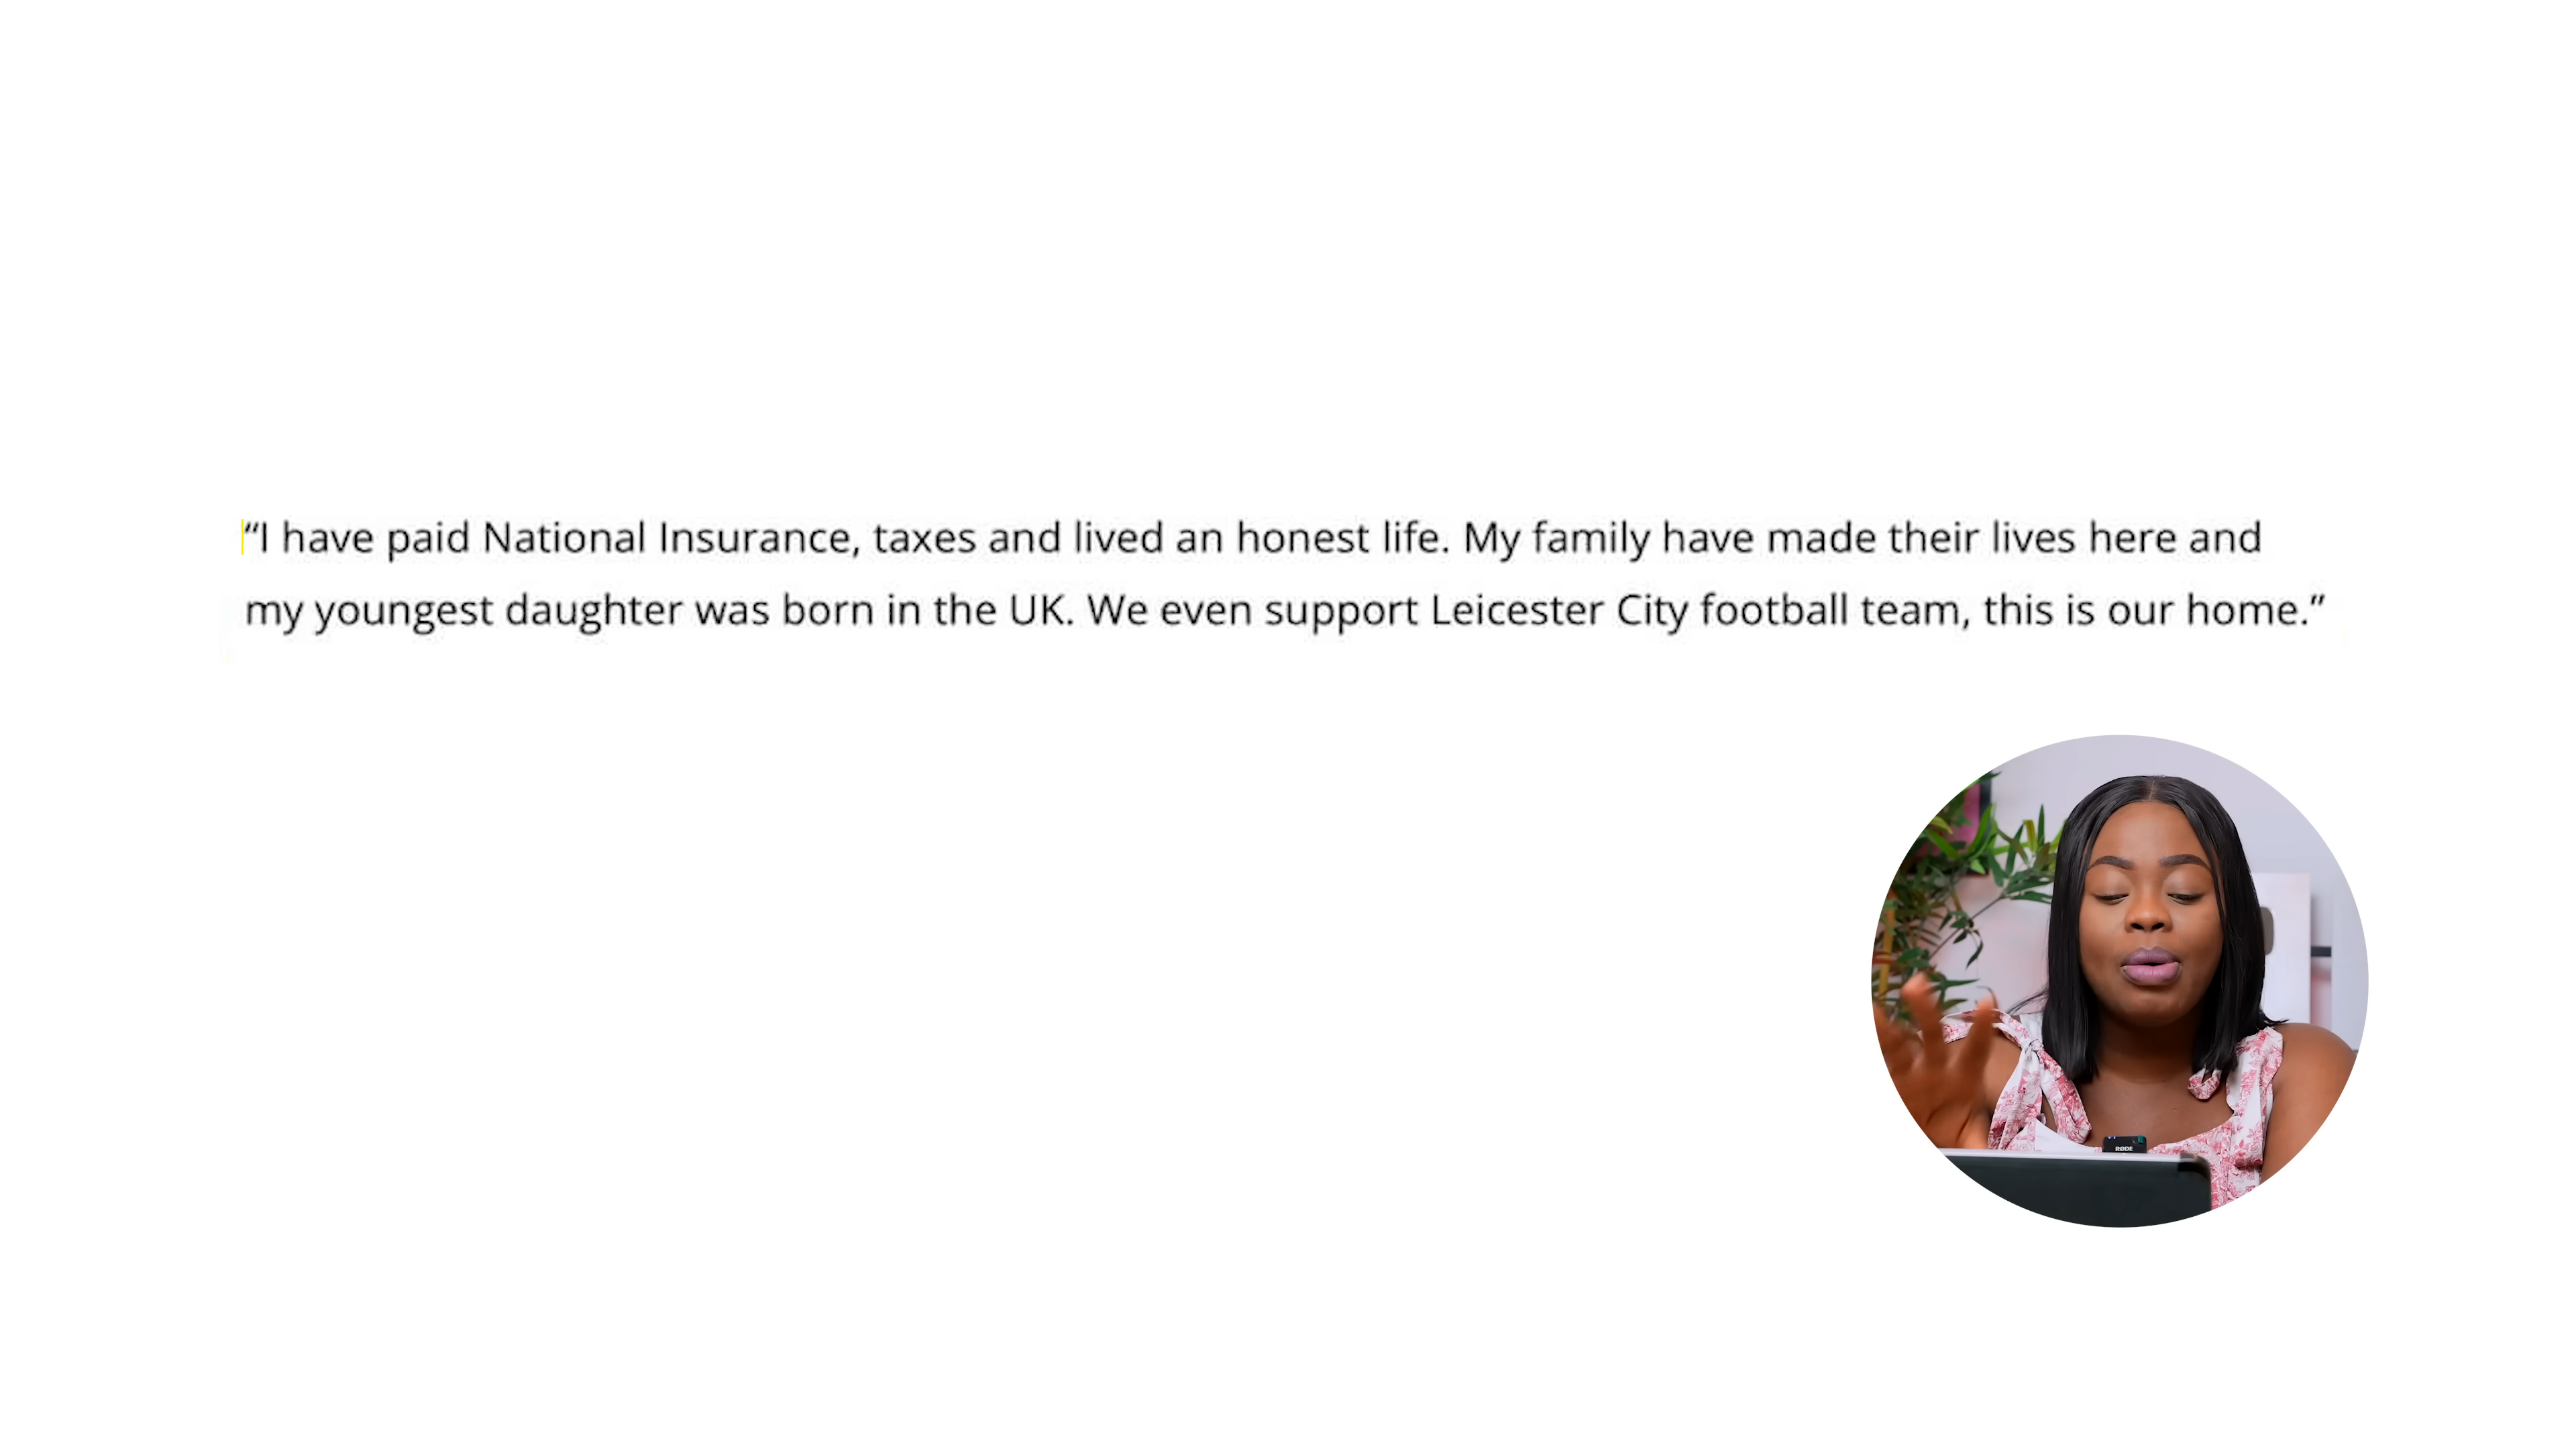 “I have paid National Insurance, taxes and lived an honest life. My family have made their lives here and
my youngest daughter was born in the UK. We even support Leicester City football team, this is our home.”
RØDE